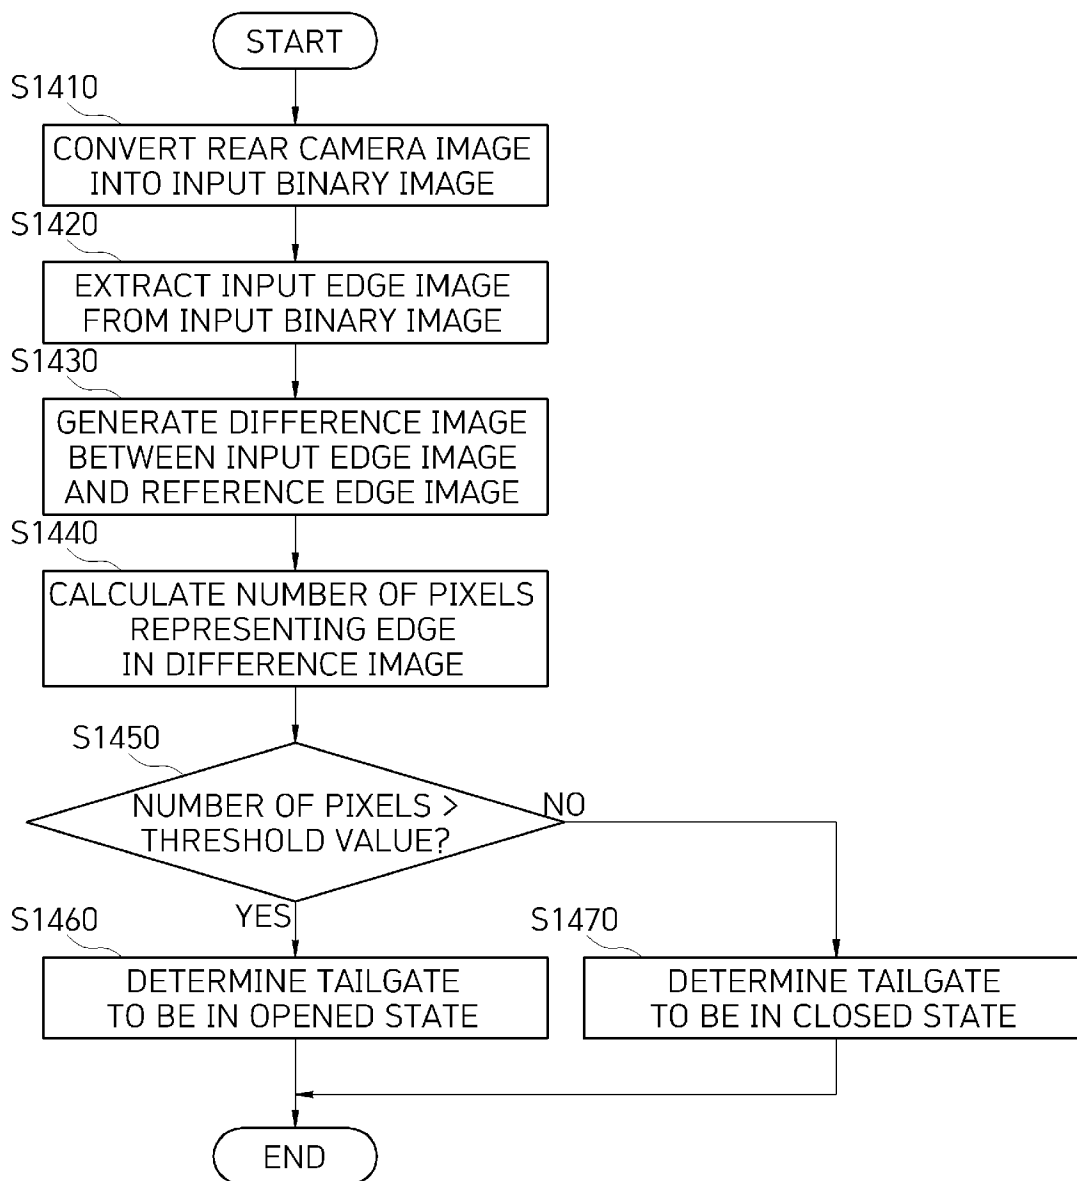 START
S1410
CONVERT REAR CAMERA IMAGE
INTO INPUT BINARY IMAGE
S1420
EXTRACT INPUT EDGE IMAGE
FROM INPUT BINARY IMAGE
S1430
GENERATE DIFFERENCE IMAGE
BETWEEN INPUT EDGE IMAGE
AND REFERENCE EDGE IMAGE
S1440
CALCULATE NUMBER OF PIXELS
REPRESENTING EDGE
IN DIFFERENCE IMAGE
S1450
NUMBER OF PIXELS >
THRESHOLD VALUE?
NO
YES
S1460
DETERMINE TAILGATE
TO BE IN OPENED STATE
S1470
DETERMINE TAILGATE
TO BE IN CLOSED STATE
END